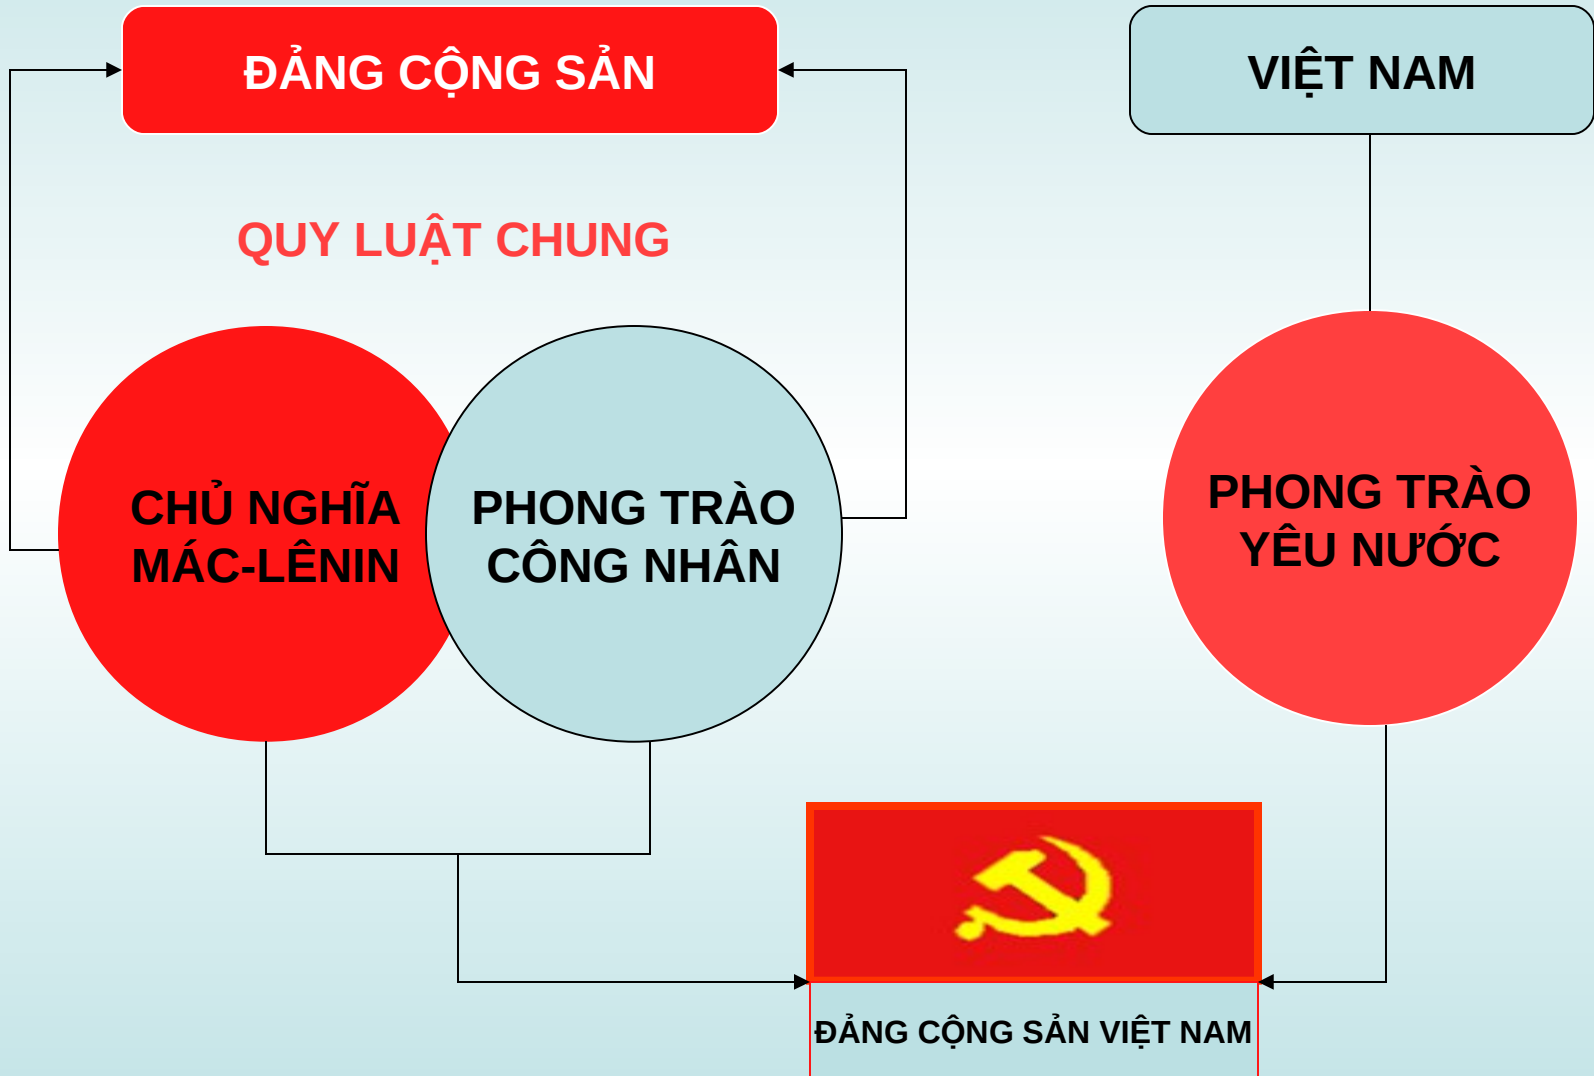 ĐẢNG CỘNG SẢN
VIỆT NAM
QUY LUẬT CHUNG
CHỦ NGHĨA
MÁC-LÊNIN
PHONG TRÀO
CÔNG NHÂN
PHONG TRÀO
YÊU NƯỚC
ĐẢNG CỘNG SẢN VIỆT NAM